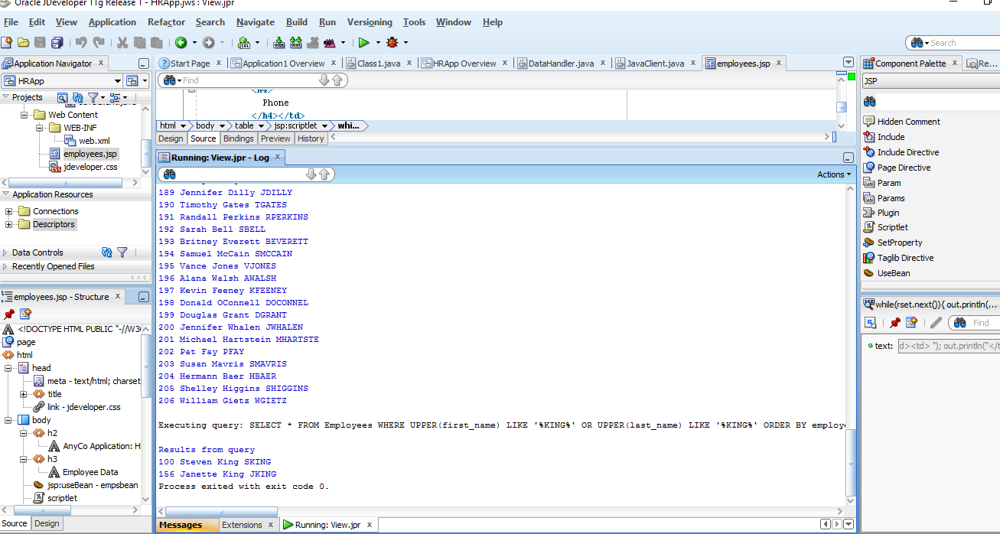 Oracle JDeveloper 11g Release 1 - HRApp.jws : View.jpr
File Edit View Application Refactor Search Navigate Build Run Versioning Tools Window Help
Search
Application Navigator
HRApp
Projects
Web Content
WEB-INF
web.xml
employees.jsp
jdeveloper.css
Application Resources
Connections
Descriptors
Data Controls
Recently Opened Files
employees.jsp - Structure
<!DOCTYPE HTML PUBLIC "-//W3
page
html
head
meta - text/html; charset
title
link - jdeveloper.css
body
h2
AnyCo Application: H
h3
Employee Data
jsp:useBean - empsbean
scriptlet
Source Design
Start Page Application1 Overview Class1.java HRApp Overview DataHandler.java JavaClient.java employees.jsp
Find
<h4>
Phone
</h4></td>
html body table jsp:scriptlet whi...
Design Source Bindings Preview History
Running: View.jpr - Log
Actions
189 Jennifer Dilly JDILLY
190 Timothy Gates TGATES
191 Randall Perkins RPERKINS
192 Sarah Bell SBELL
193 Britney Everett BEVERETT
194 Samuel McCain SMCCAIN
195 Vance Jones VJONES
196 Alana Walsh AWALSH
197 Kevin Feeney KFEENEY
198 Donald OConnell DOCONNEL
199 Douglas Grant DGRANT
200 Jennifer Whalen JWHALEN
201 Michael Hartstein MHARTSTE
202 Pat Fay PFAY
203 Susan Mavris SMAVRIS
204 Hermann Baer HBAER
205 Shelley Higgins SHIGGINS
206 William Gietz WGIETZ
Executing query: SELECT * FROM Employees WHERE UPPER(first_name) LIKE '%KING%' OR UPPER(last_name) LIKE '%KING%' ORDER BY employ
Results from query
100 Steven King SKING
156 Janette King JKING
Process exited with exit code 0.
Messages Extensions Running: View.jpr
Component Palette Re...
JSP
Hidden Comment
Include
Include Directive
Page Directive
Param
Params
Plugin
Scriptlet
SetProperty
Taglib Directive
UseBean
while(rset.next()){ out.println(...
Find
text: d><td> "); out.println("</t